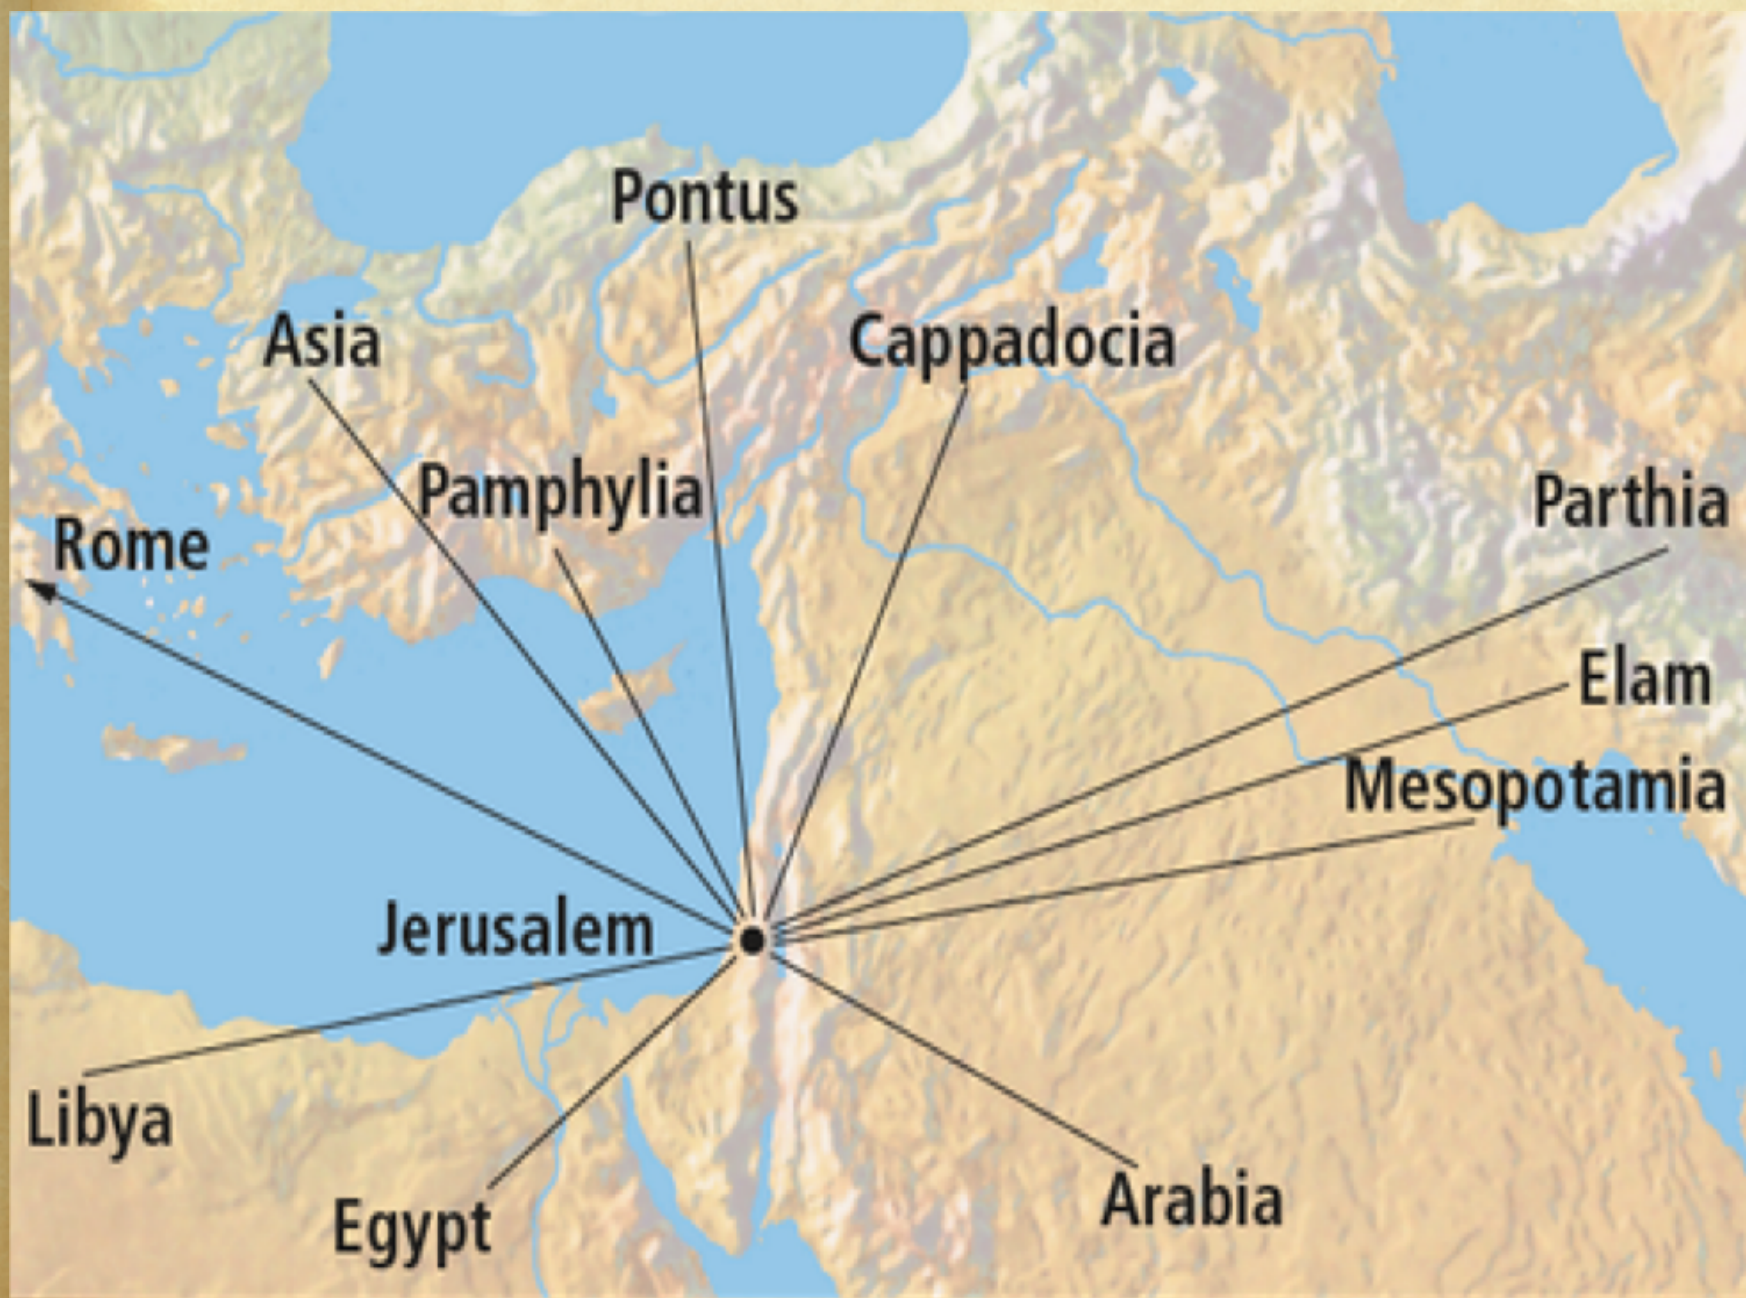 Pontus
Asia
Cappadocia
Pamphylia
Parthia
Rome
Elam
Mesopotamia
Jerusalem
Libya
Arabia
Egypt